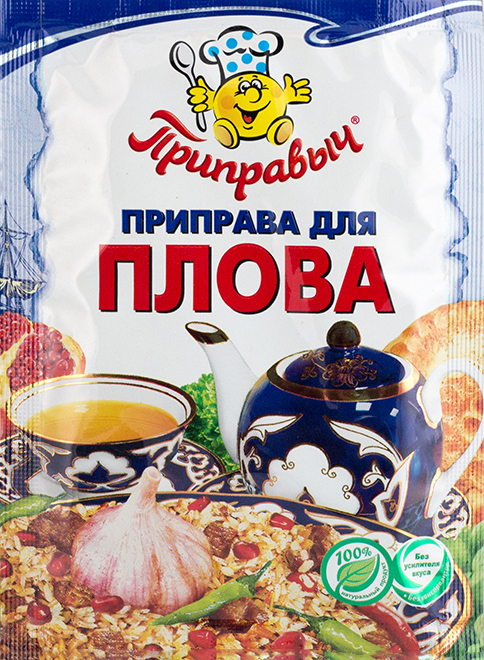 Приправыч®
ПРИПРАВА ДЛЯ
ПЛОВА
100%
натуральный продукт
Без
усилителя
вкуса